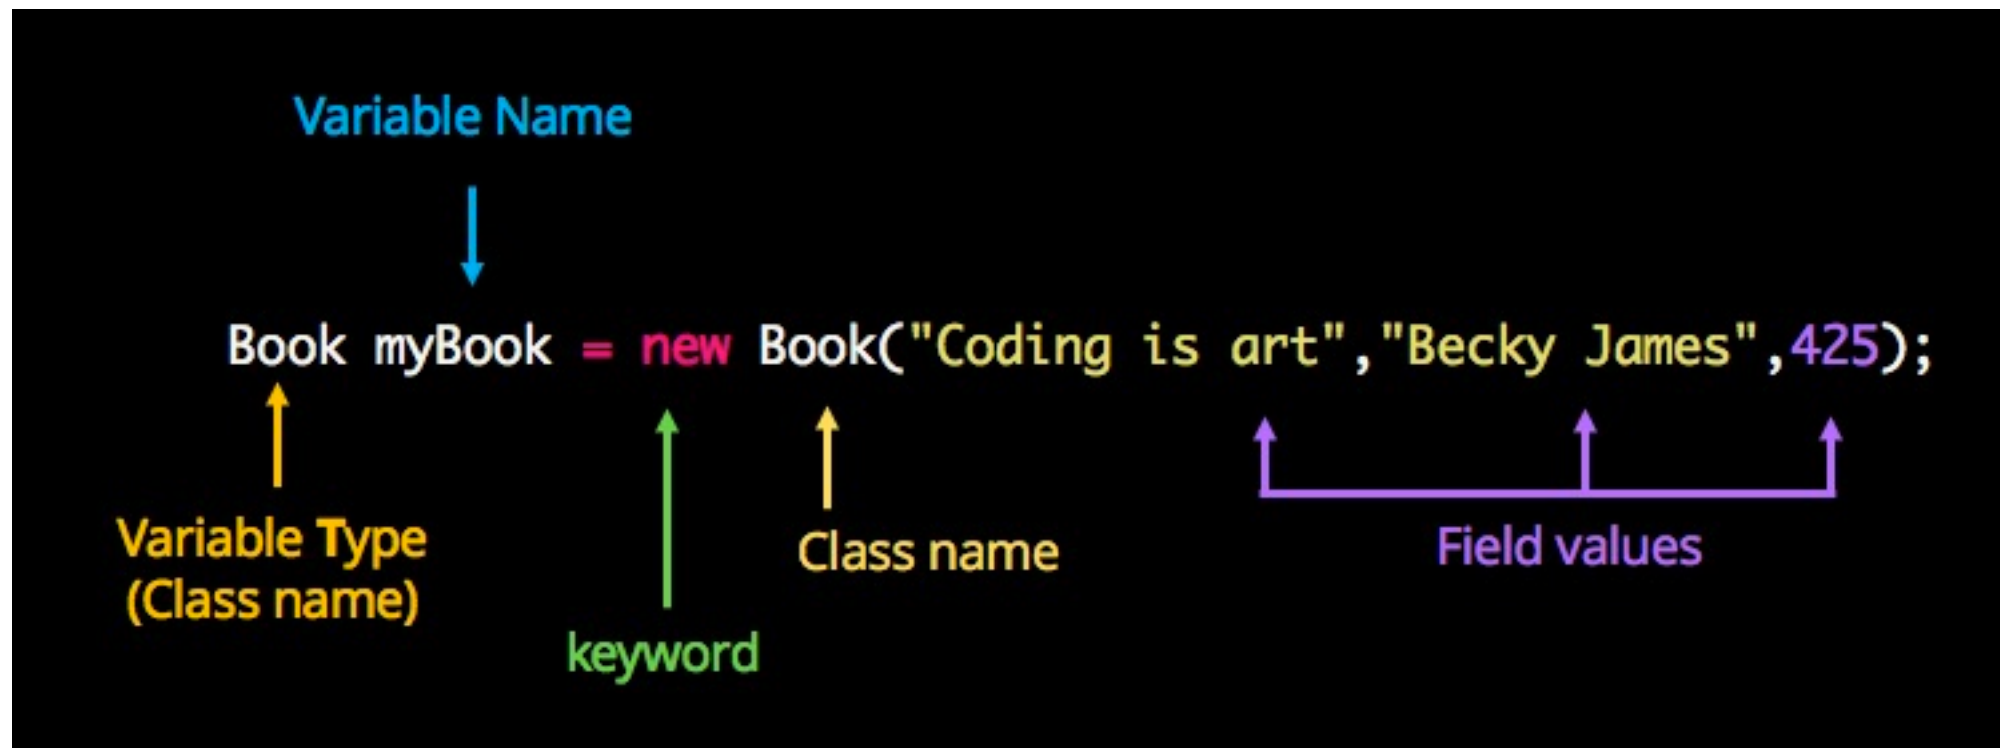 Variable Name
Book myBook = new Book("Coding is art","Becky James",425);
Variable Type
(Class name)
keyword
Class name
Field values